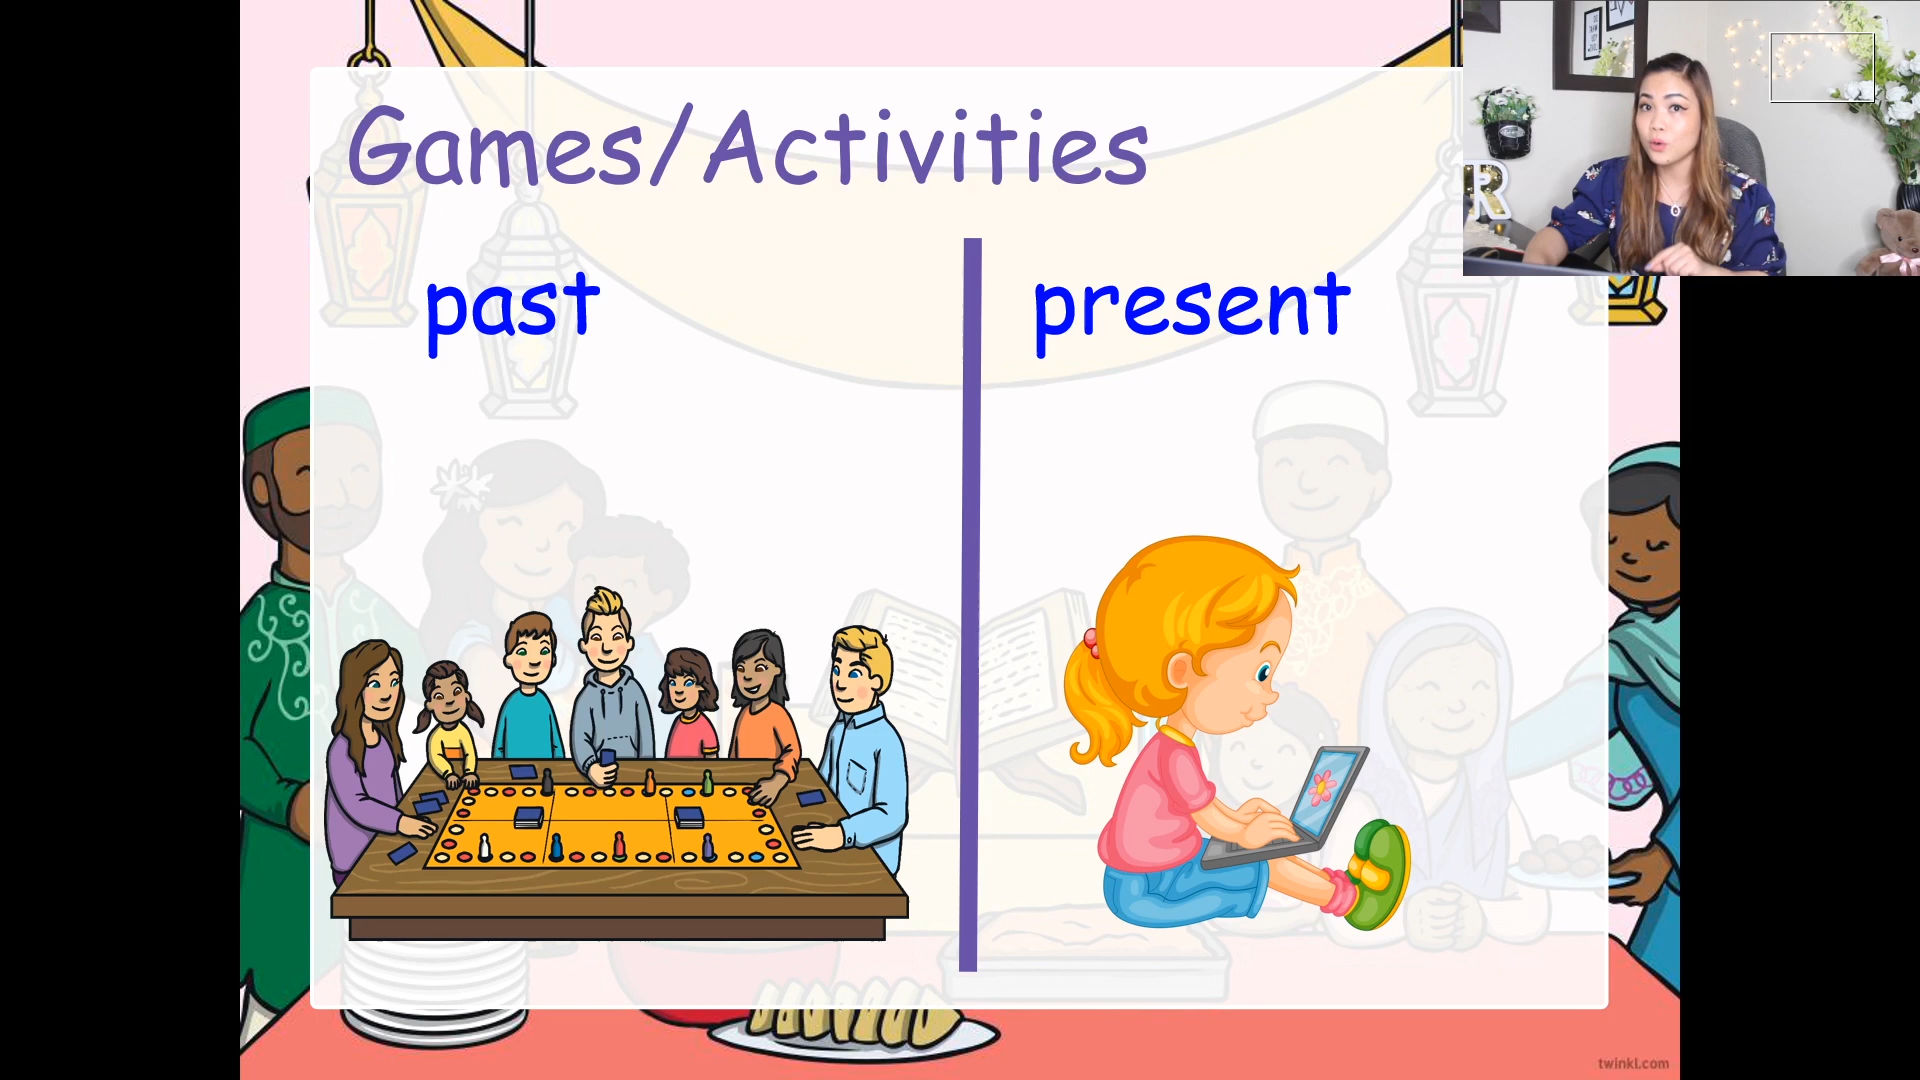 Games/Activities
past
present
R
twinkl.com